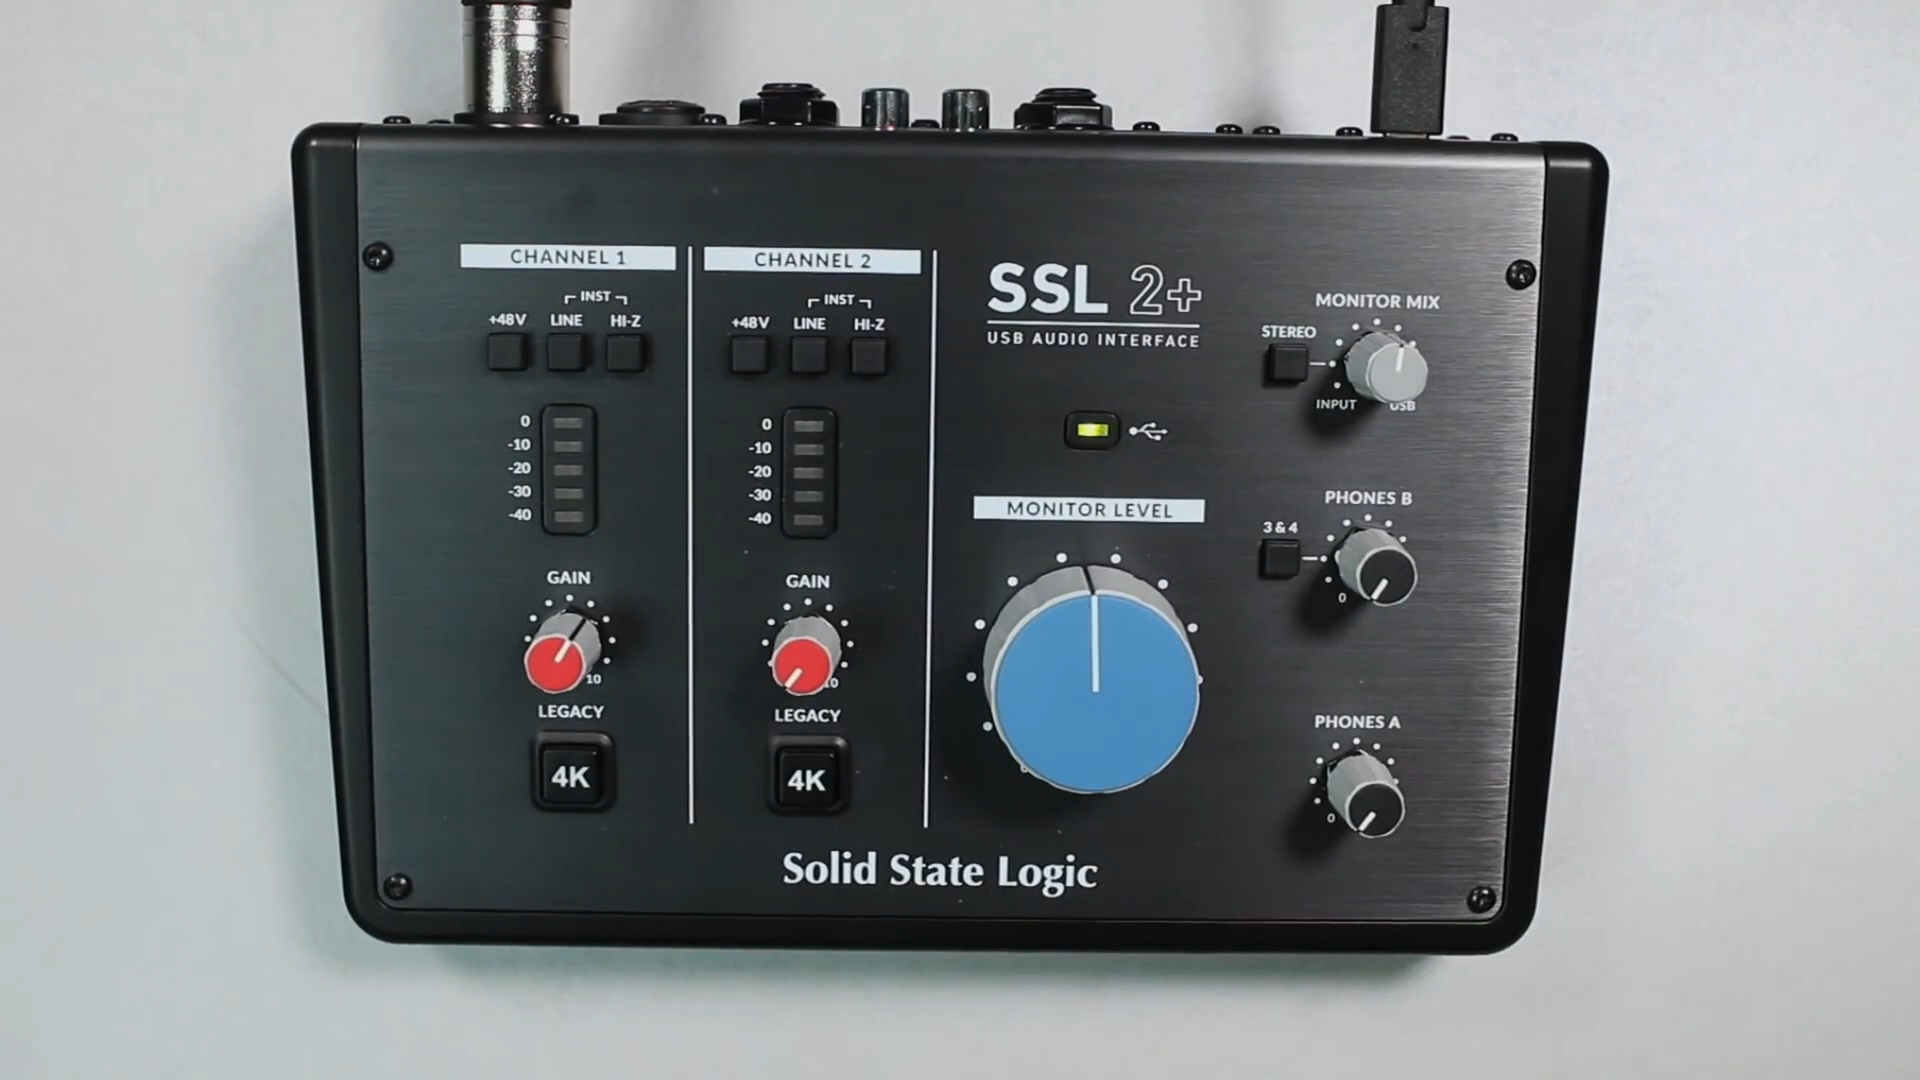 CHANNEL 1
INST
+48V LINE HI-Z
0
-10
-20
-30
-40
GAIN
10
LEGACY
4K
CHANNEL 2
INST
+48V LINE HI-Z
0
-10
-20
-30
-40
GAIN
10
LEGACY
4K
SSL 2+
USB AUDIO INTERFACE
MONITOR LEVEL
MONITOR MIX
STEREO
INPUT USB
PHONES B
3 & 4
0
PHONES A
0
Solid State Logic